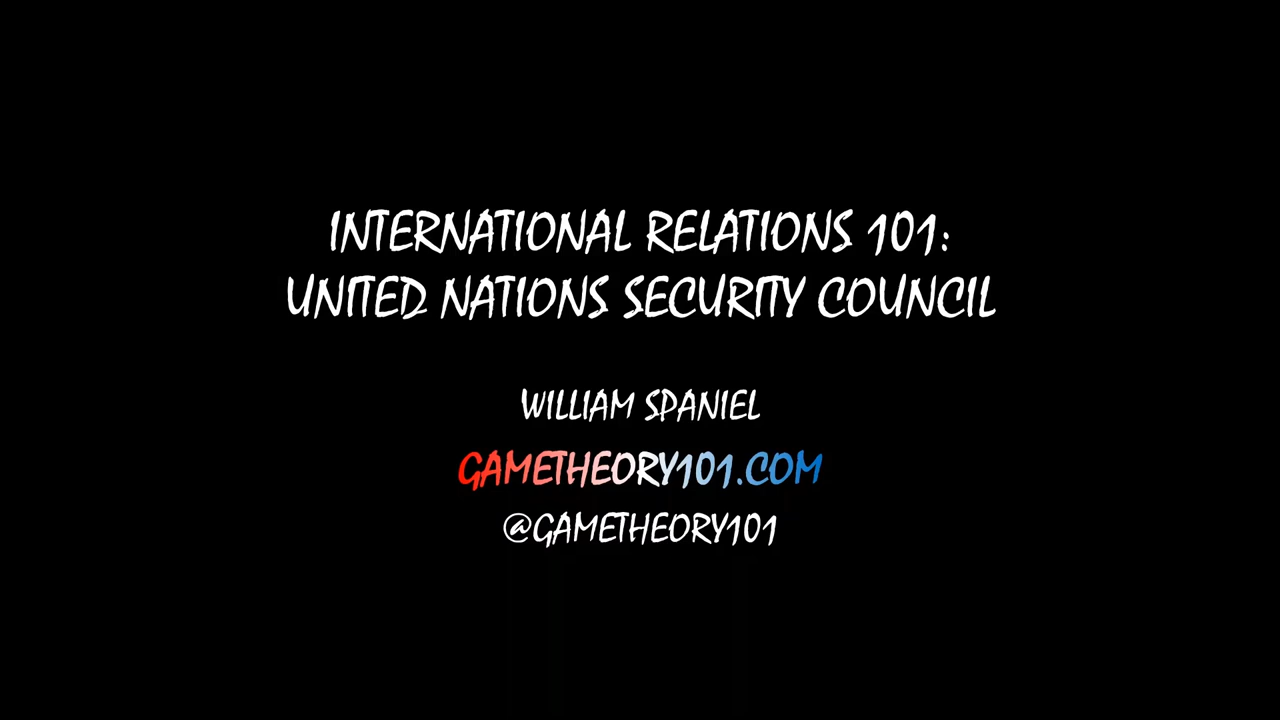 INTERNATIONAL RELATIONS 101:
UNITED NATIONS SECURITY COUNCIL
WILLIAM SPANIEL
GAMETHEORY101.COM
@GAMETHEORY101